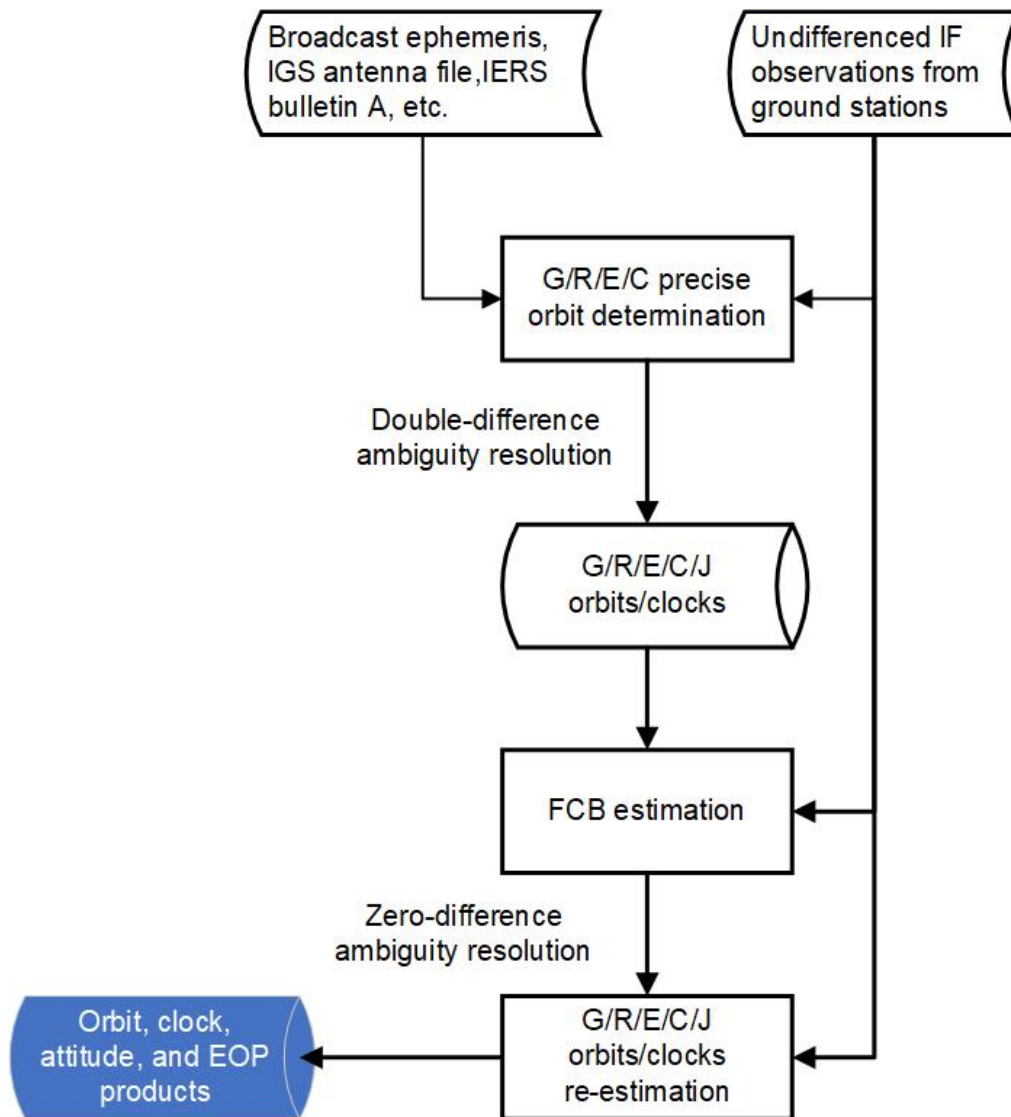 Broadcast ephemeris,
IGS antenna file,IERS
bulletin A, etc.
Undifferenced IF
observations from
ground stations
G/R/E/C precise
orbit determination
Double-difference
ambiguity resolution
G/R/E/C/J
orbits/clocks
FCB estimation
Zero-difference
ambiguity resolution
G/R/E/C/J
orbits/clocks
re-estimation
Orbit, clock,
attitude, and EOP
products